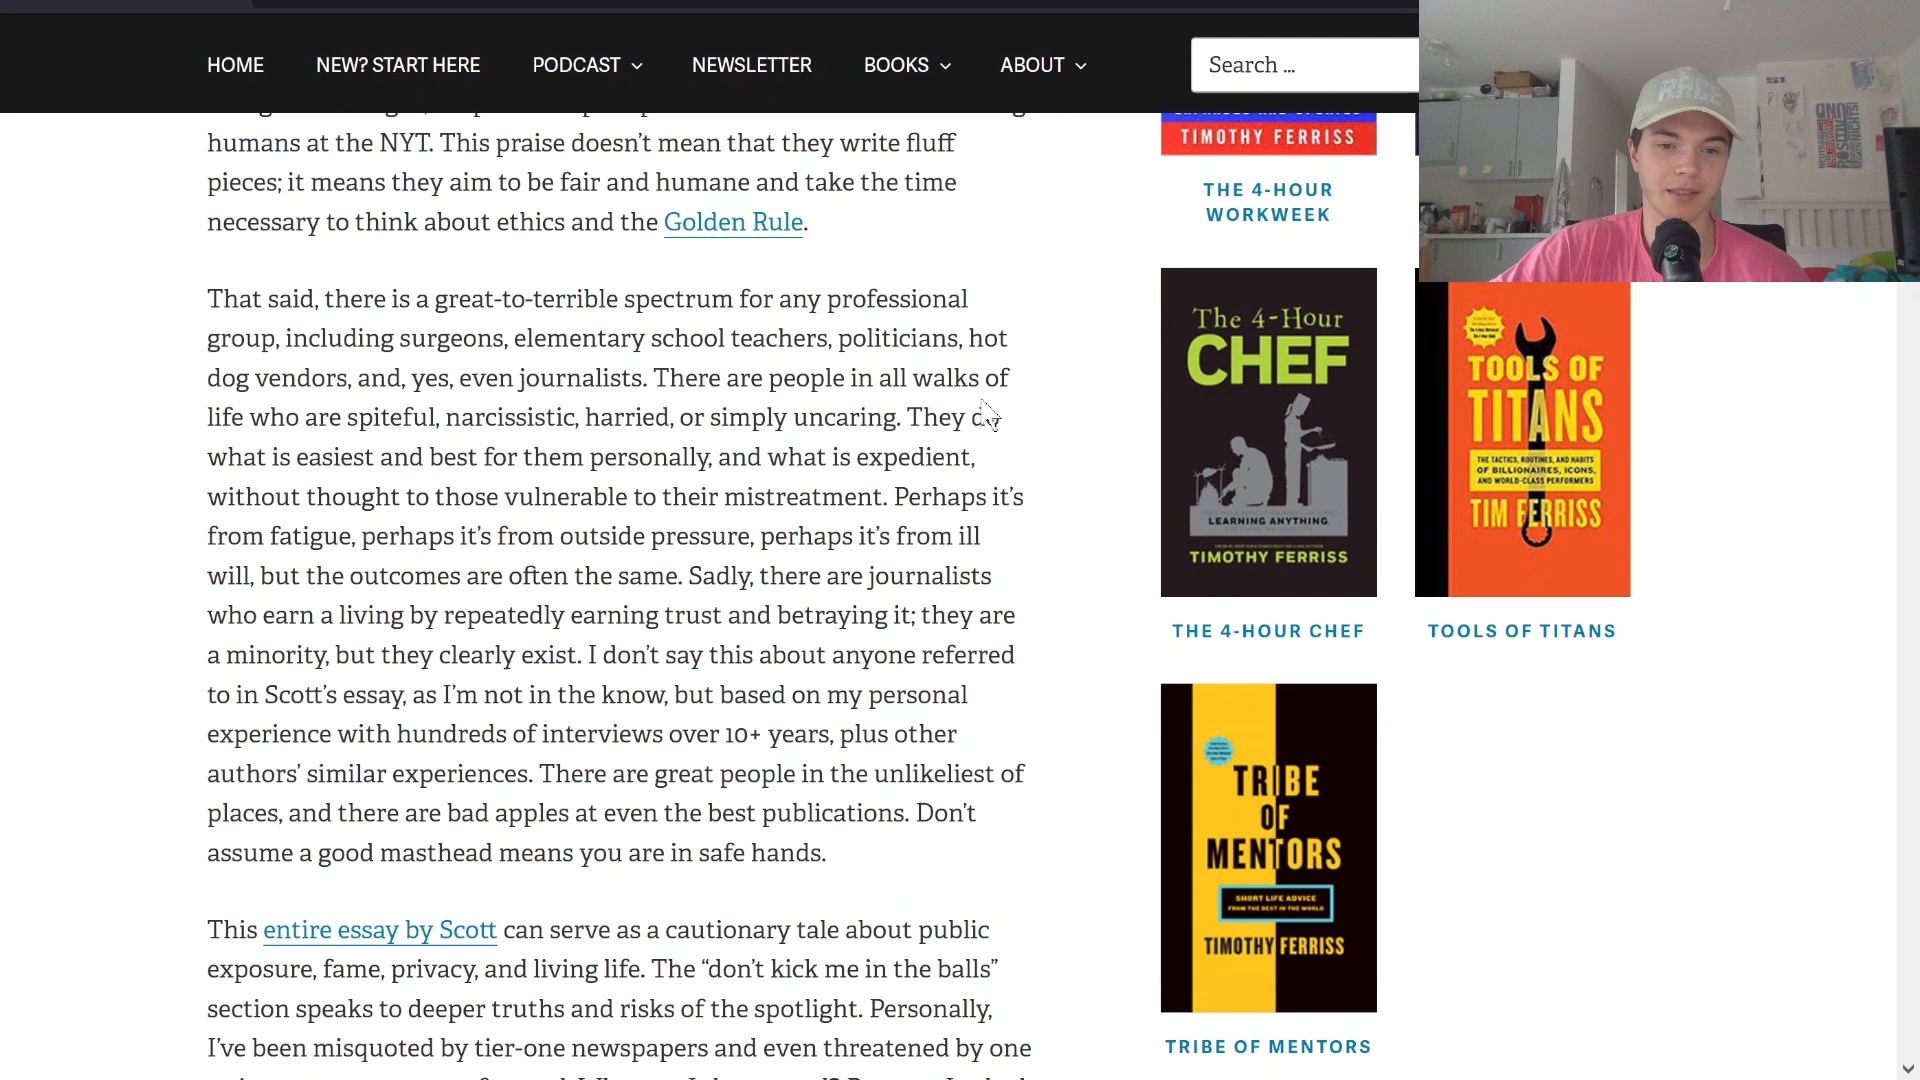 HOME
NEW? START HERE
PODCAST
NEWSLETTER
BOOKS
ABOUT
Search ...
humans at the NYT. This praise doesn’t mean that they write fluff
pieces; it means they aim to be fair and humane and take the time
necessary to think about ethics and the Golden Rule.
That said, there is a great-to-terrible spectrum for any professional
group, including surgeons, elementary school teachers, politicians, hot
dog vendors, and, yes, even journalists. There are people in all walks of
life who are spiteful, narcissistic, harried, or simply uncaring. They do
what is easiest and best for them personally, and what is expedient,
without thought to those vulnerable to their mistreatment. Perhaps it’s
from fatigue, perhaps it’s from outside pressure, perhaps it’s from ill
will, but the outcomes are often the same. Sadly, there are journalists
who earn a living by repeatedly earning trust and betraying it; they are
a minority, but they clearly exist. I don’t say this about anyone referred
to in Scott’s essay, as I’m not in the know, but based on my personal
experience with hundreds of interviews over 10+ years, plus other
authors’ similar experiences. There are great people in the unlikeliest of
places, and there are bad apples at even the best publications. Don’t
assume a good masthead means you are in safe hands.
This entire essay by Scott can serve as a cautionary tale about public
exposure, fame, privacy, and living life. The “don’t kick me in the balls”
section speaks to deeper truths and risks of the spotlight. Personally,
I’ve been misquoted by tier-one newspapers and even threatened by one
TIMOTHY FERRISS
THE 4-HOUR
WORKWEEK
The 4-Hour
CHEF
LEARNING ANYTHING,
TIMOTHY FERRISS
THE 4-HOUR CHEF
TOOLS OF
TITANS
THE TACTICS, ROUTINES, AND HABITS
OF BILLIONAIRES, ICONS,
AND WORLD-CLASS PERFORMERS
TIM FERRISS
TOOLS OF TITANS
TRIBE
OF
MENTORS
SHORT LIFE ADVICE
FROM THE BEST IN THE WORLD
TIMOTHY FERRISS
TRIBE OF MENTORS
RAGE